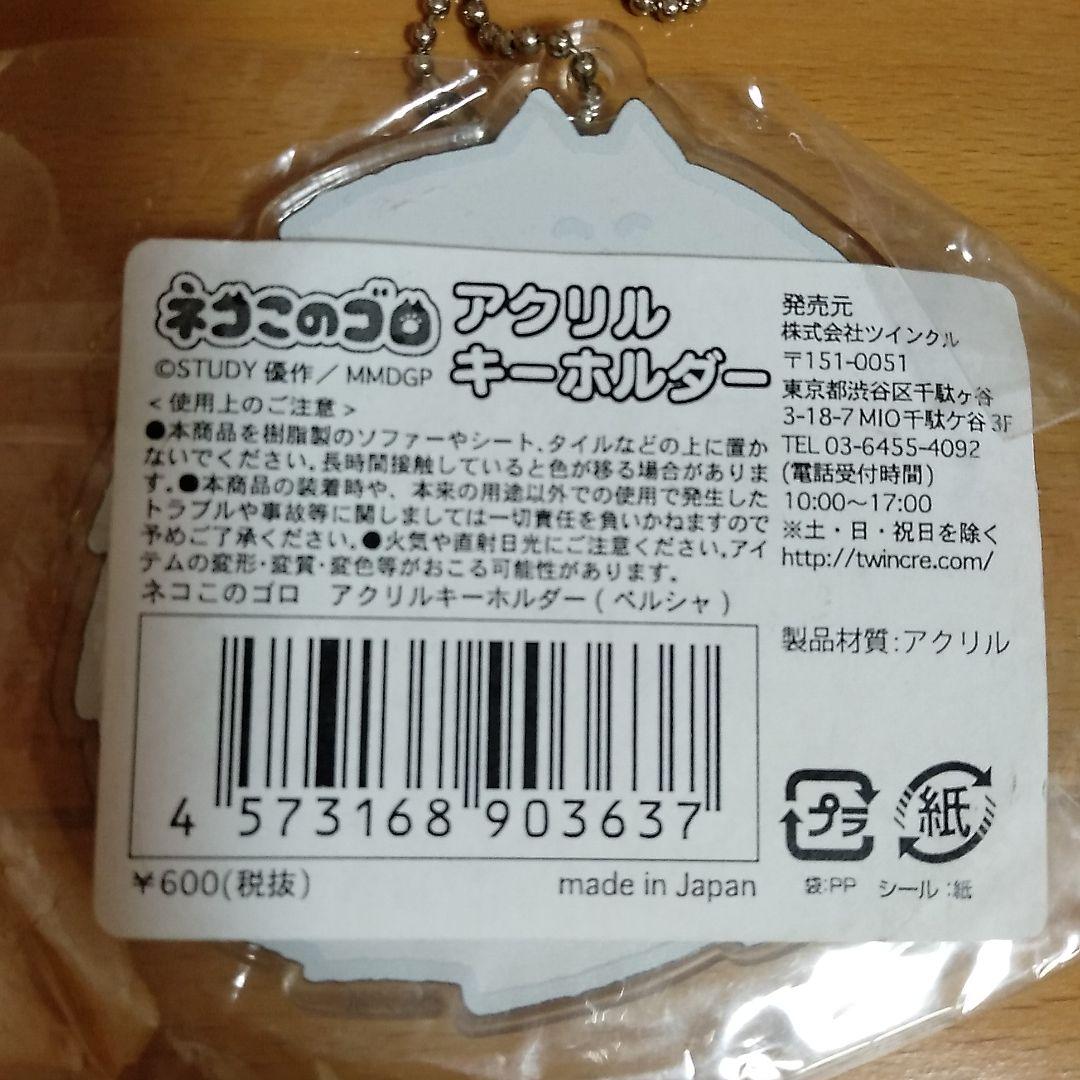 ネコこのゴロ
アクリル
キーホルダー
©STUDY 優作／MMDGP
<使用上のご注意>
●本商品を樹脂製のソファーやシート、タイルなどの上に置か
ないでください。長時間接触していると色が移る場合がありま
す。●本商品の装着時や、本来の用途以外での使用で発生した
トラブルや事故等に関しましては一切責任を負いかねますので
予めご了承ください。●火気や直射日光にご注意ください。アイ
テムの変形・変質・変色等がおこる可能性があります。
ネコこのゴロ　アクリルキーホルダー(ペルシャ)
4 573168 903637
￥600(税抜)
made in Japan
発売元
株式会社ツインクル
〒151-0051
東京都渋谷区千駄ヶ谷
3-18-7 MIO千駄ケ谷 3F
TEL 03-6455-4092
(電話受付時間)
10:00〜17:00
※土・日・祝日を除く
http://twincre.com/
製品材質:アクリル
プラ
紙
袋:PP
シール:紙